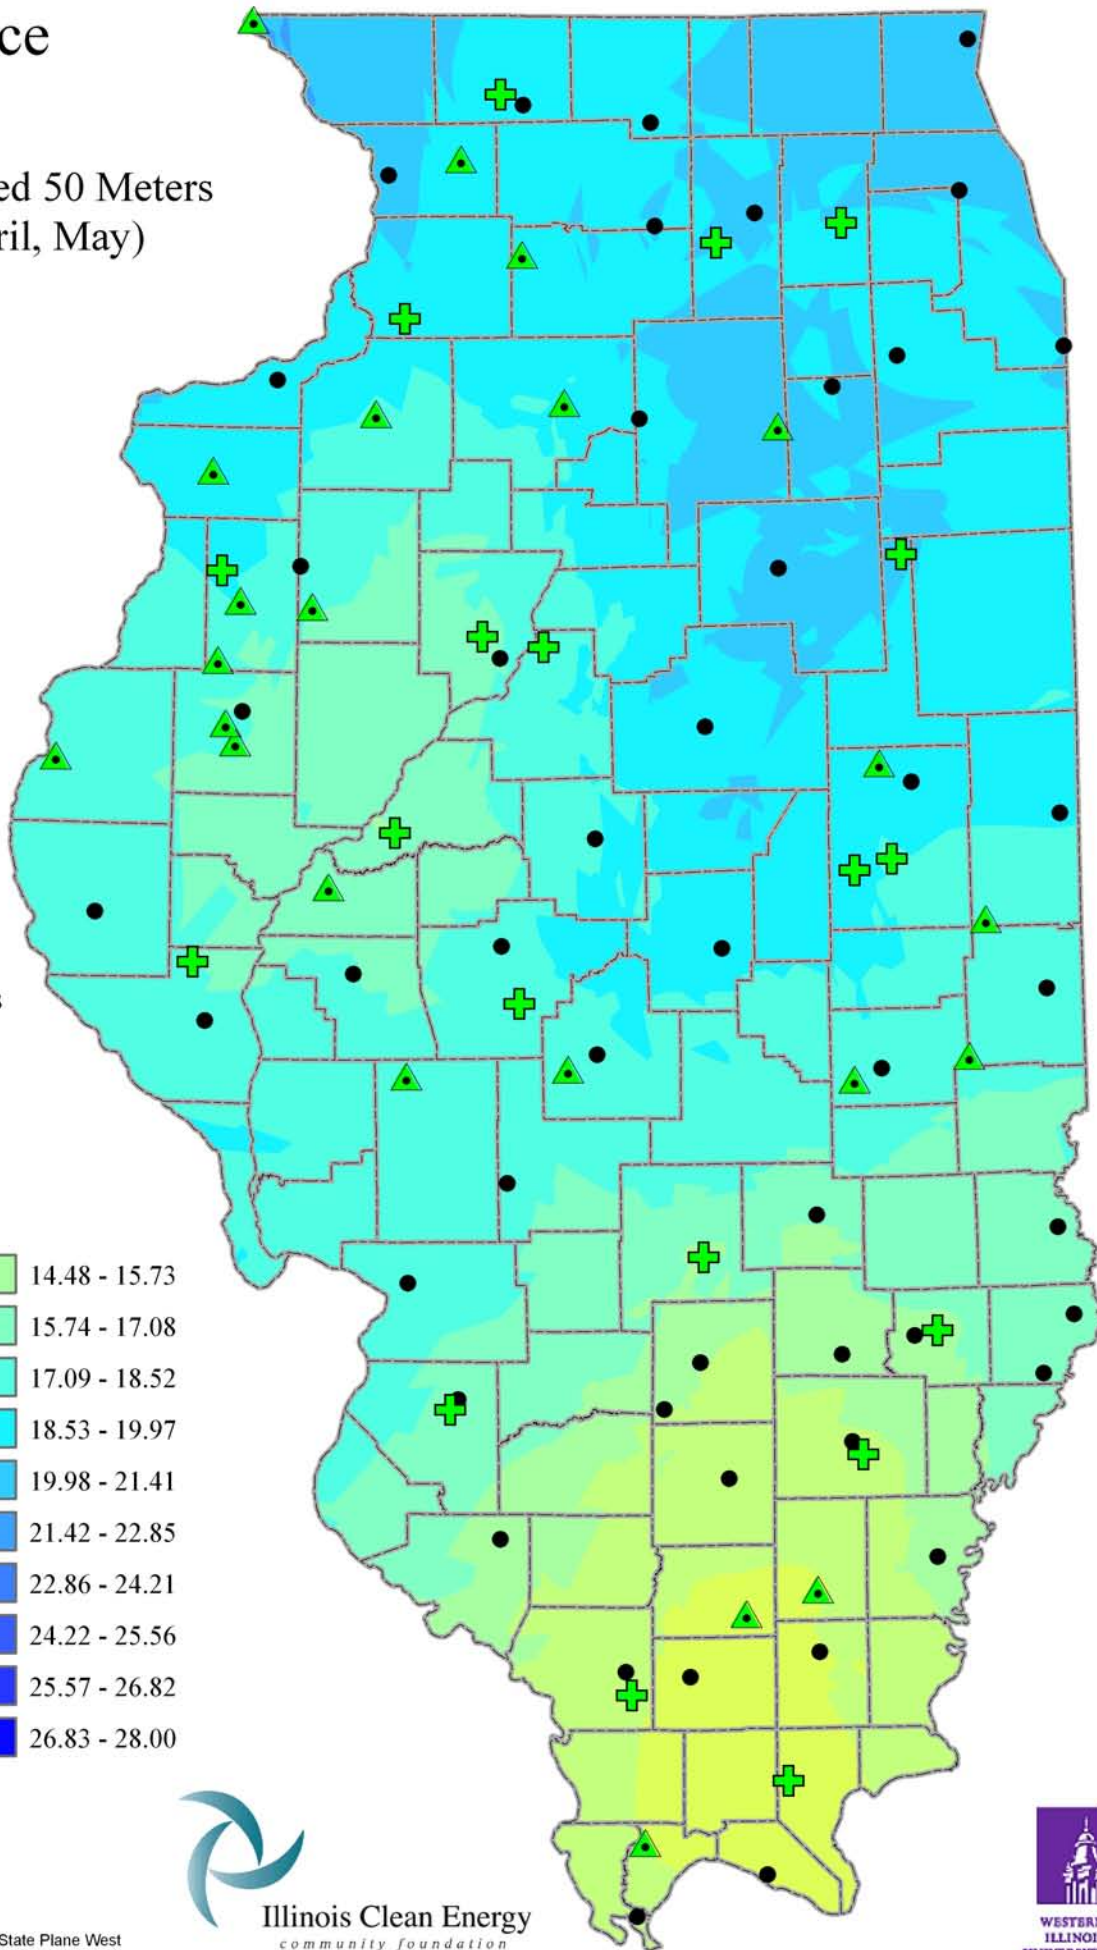 ce
ed 50 Meters
ril, May)
s
14.48 - 15.73
15.74 - 17.08
17.09 - 18.52
18.53 - 19.97
19.98 - 21.41
21.42 - 22.85
22.86 - 24.21
24.22 - 25.56
25.57 - 26.82
26.83 - 28.00
Illinois Clean Energy
community foundation
State Plane West
WESTERN
ILLINOI